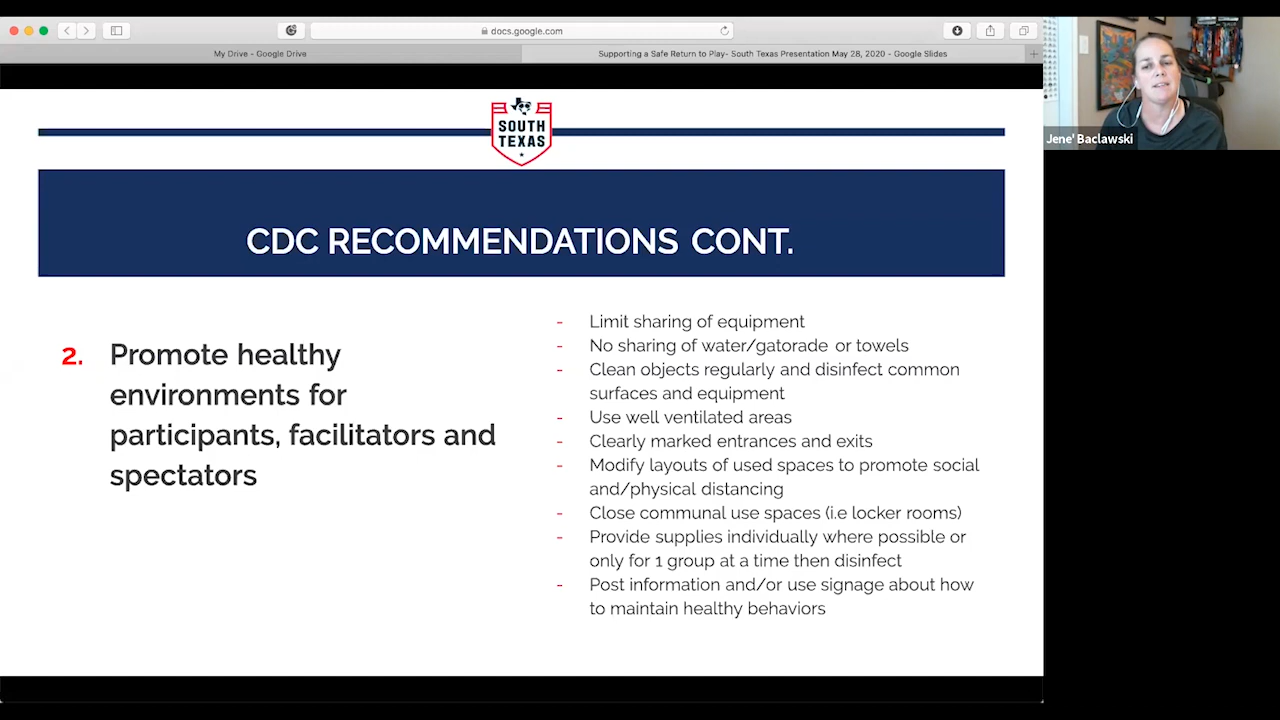 docs.google.com
My Drive - Google Drive
Supporting a Safe Return to Play- South Texas Presentation May 28, 2020 - Google Slides
Jene' Baclawski
SOUTH
TEXAS
CDC RECOMMENDATIONS CONT.
2. Promote healthy
environments for
participants, facilitators and
spectators
- Limit sharing of equipment
- No sharing of water/gatorade or towels
- Clean objects regularly and disinfect common
surfaces and equipment
- Use well ventilated areas
- Clearly marked entrances and exits
- Modify layouts of used spaces to promote social
and/physical distancing
- Close communal use spaces (i.e locker rooms)
- Provide supplies individually where possible or
only for 1 group at a time then disinfect
- Post information and/or use signage about how
to maintain healthy behaviors